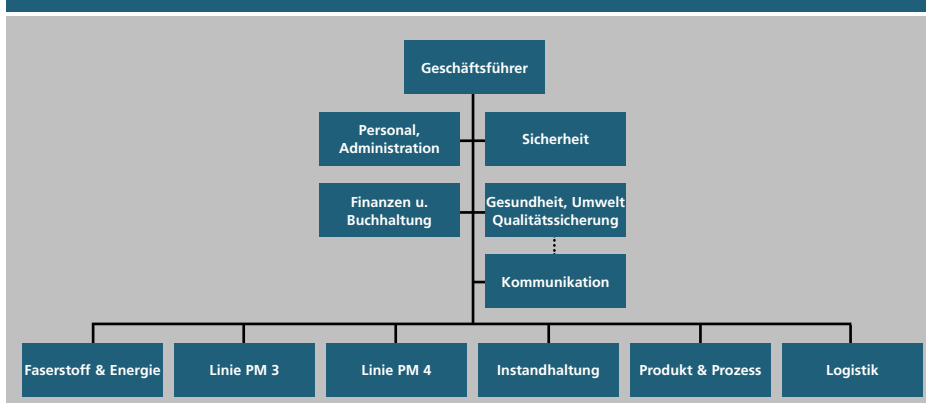 Geschäftsführer
Personal,
Administration
Sicherheit
Finanzen u.
Buchhaltung
Gesundheit, Umwelt
Qualitätssicherung
Kommunikation
Faserstoff & Energie
Linie PM 3
Linie PM 4
Instandhaltung
Produkt & Prozess
Logistik